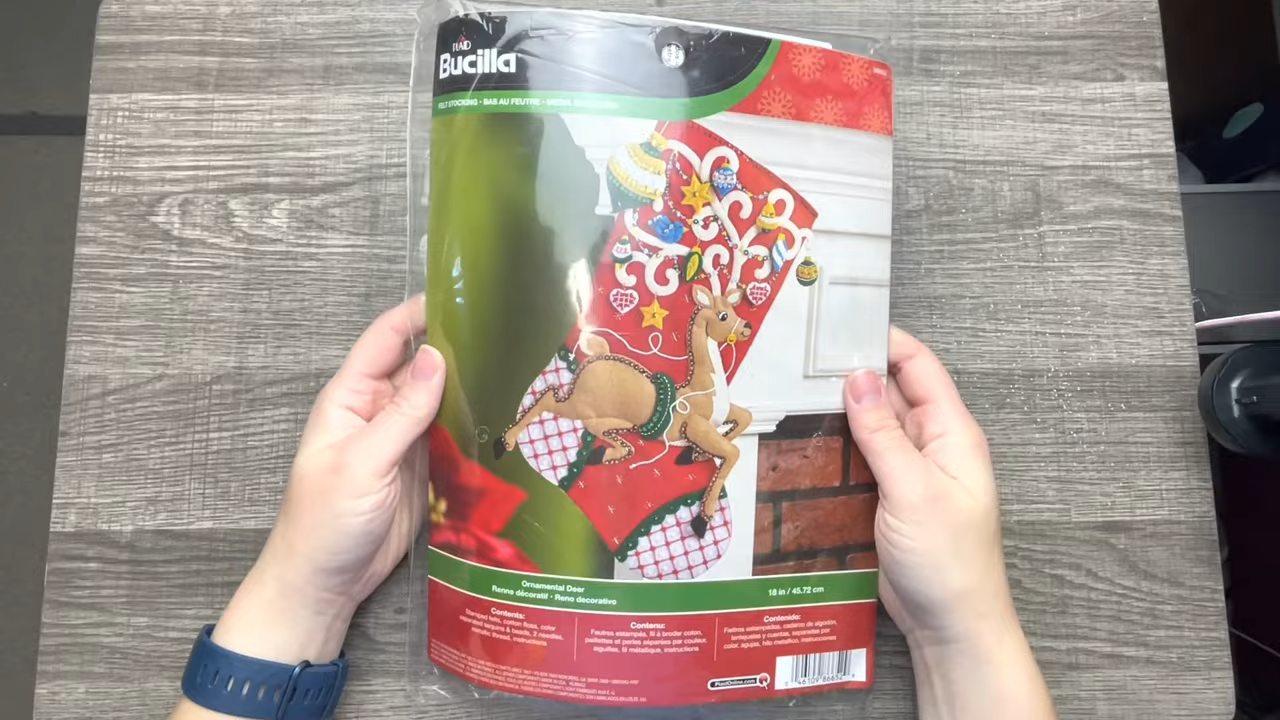 PLAID
Bucilla
FELT STOCKING • BAS AU FEUTRE •
Ornamental Deer
Renne décoratif • Reno decorativo
18 in / 45.72 cm
Contents:
Stamped felts, cotton floss, color
separated sequins & beads, 2 needles,
metallic thread, instructions
Contenu:
Feutres estampés, fil à broder coton,
paillettes et perles séparées par couleur,
aiguilles, fil métallique, instructions
Contenido:
Fieltros estampados, cadarzo de algodón,
lentejuelas y cuentas, separadas por
color, agujas, hilo metálico, instrucciones
PlaidOnline.com